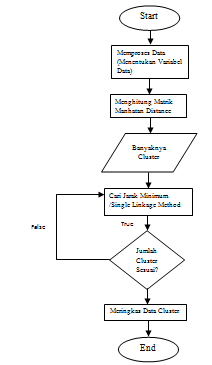 Start
Memproses Data
(Menentukan Variabel
Data)
Menghitung Matrik
Manhatan Distance
Banyaknya
Cluster
Cari Jarak Minimum
/Single Linkage Method
False
True
Jumlah
Cluster
Sesuai?
Meringkas Data Cluster
End